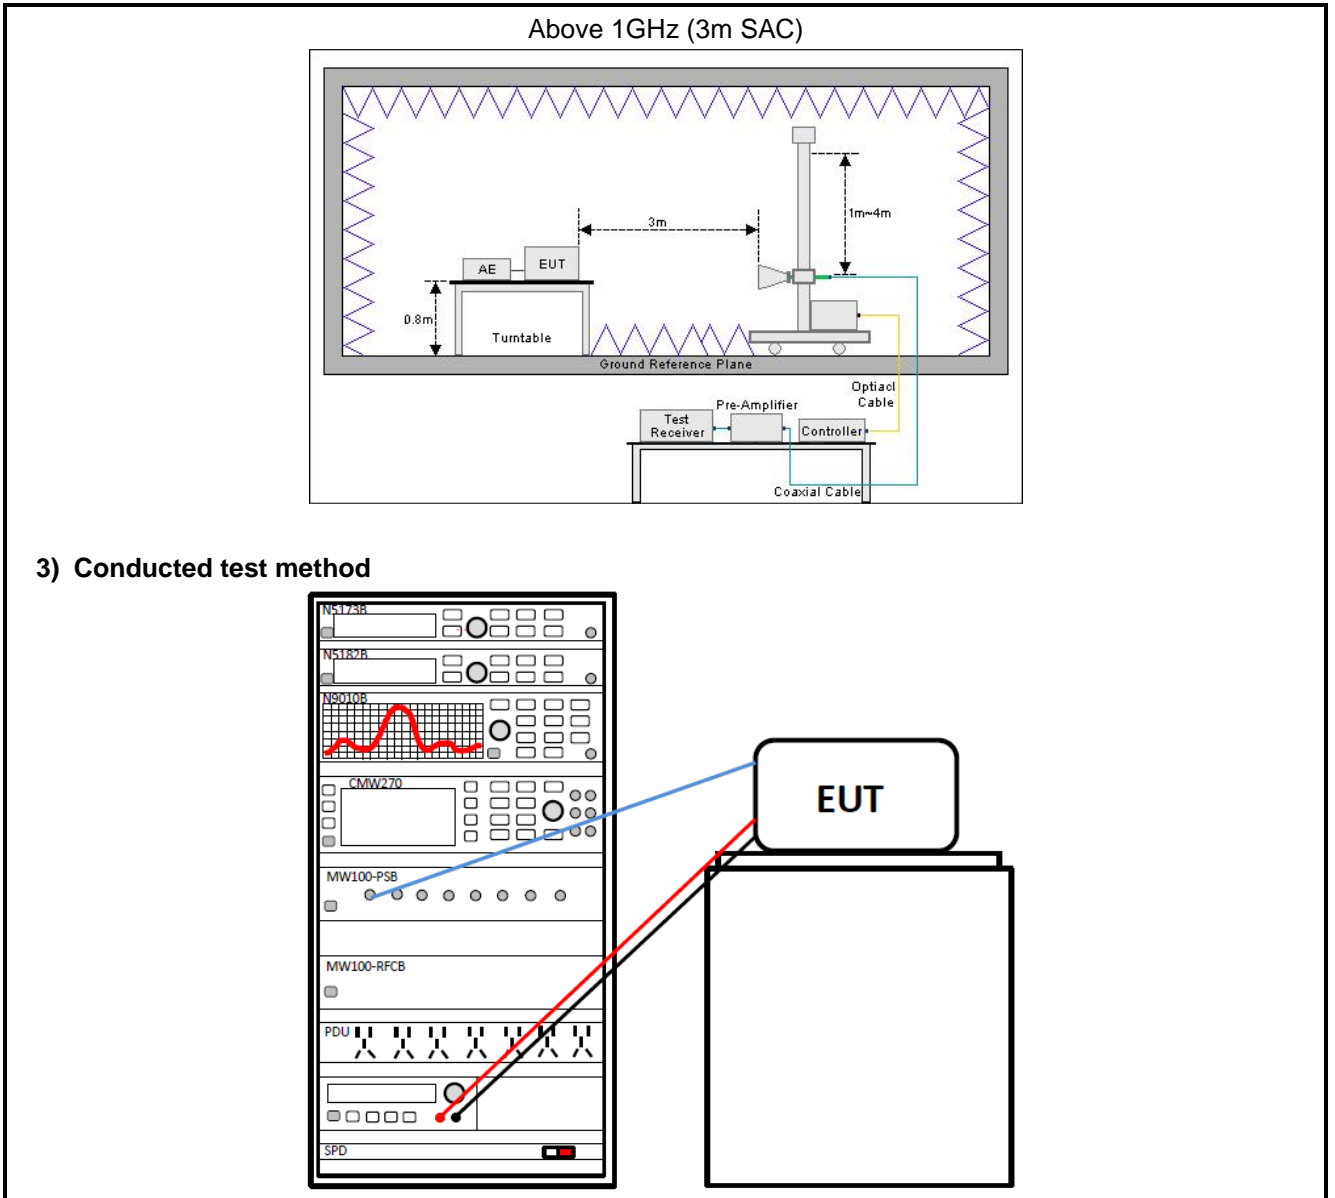 Above 1GHz (3m SAC)
3m
1m~4m
AE
EUT
0.8m
Turntable
Ground Reference Plane
Optiacl
Cable
Pre-Amplifier
Test
Receiver
Controller
Coaxial Cable
3) Conducted test method
N5173B
N5182B
N9010B
CMW270
EUT
MW100-PSB
MW100-RFCB
PDU
SPD